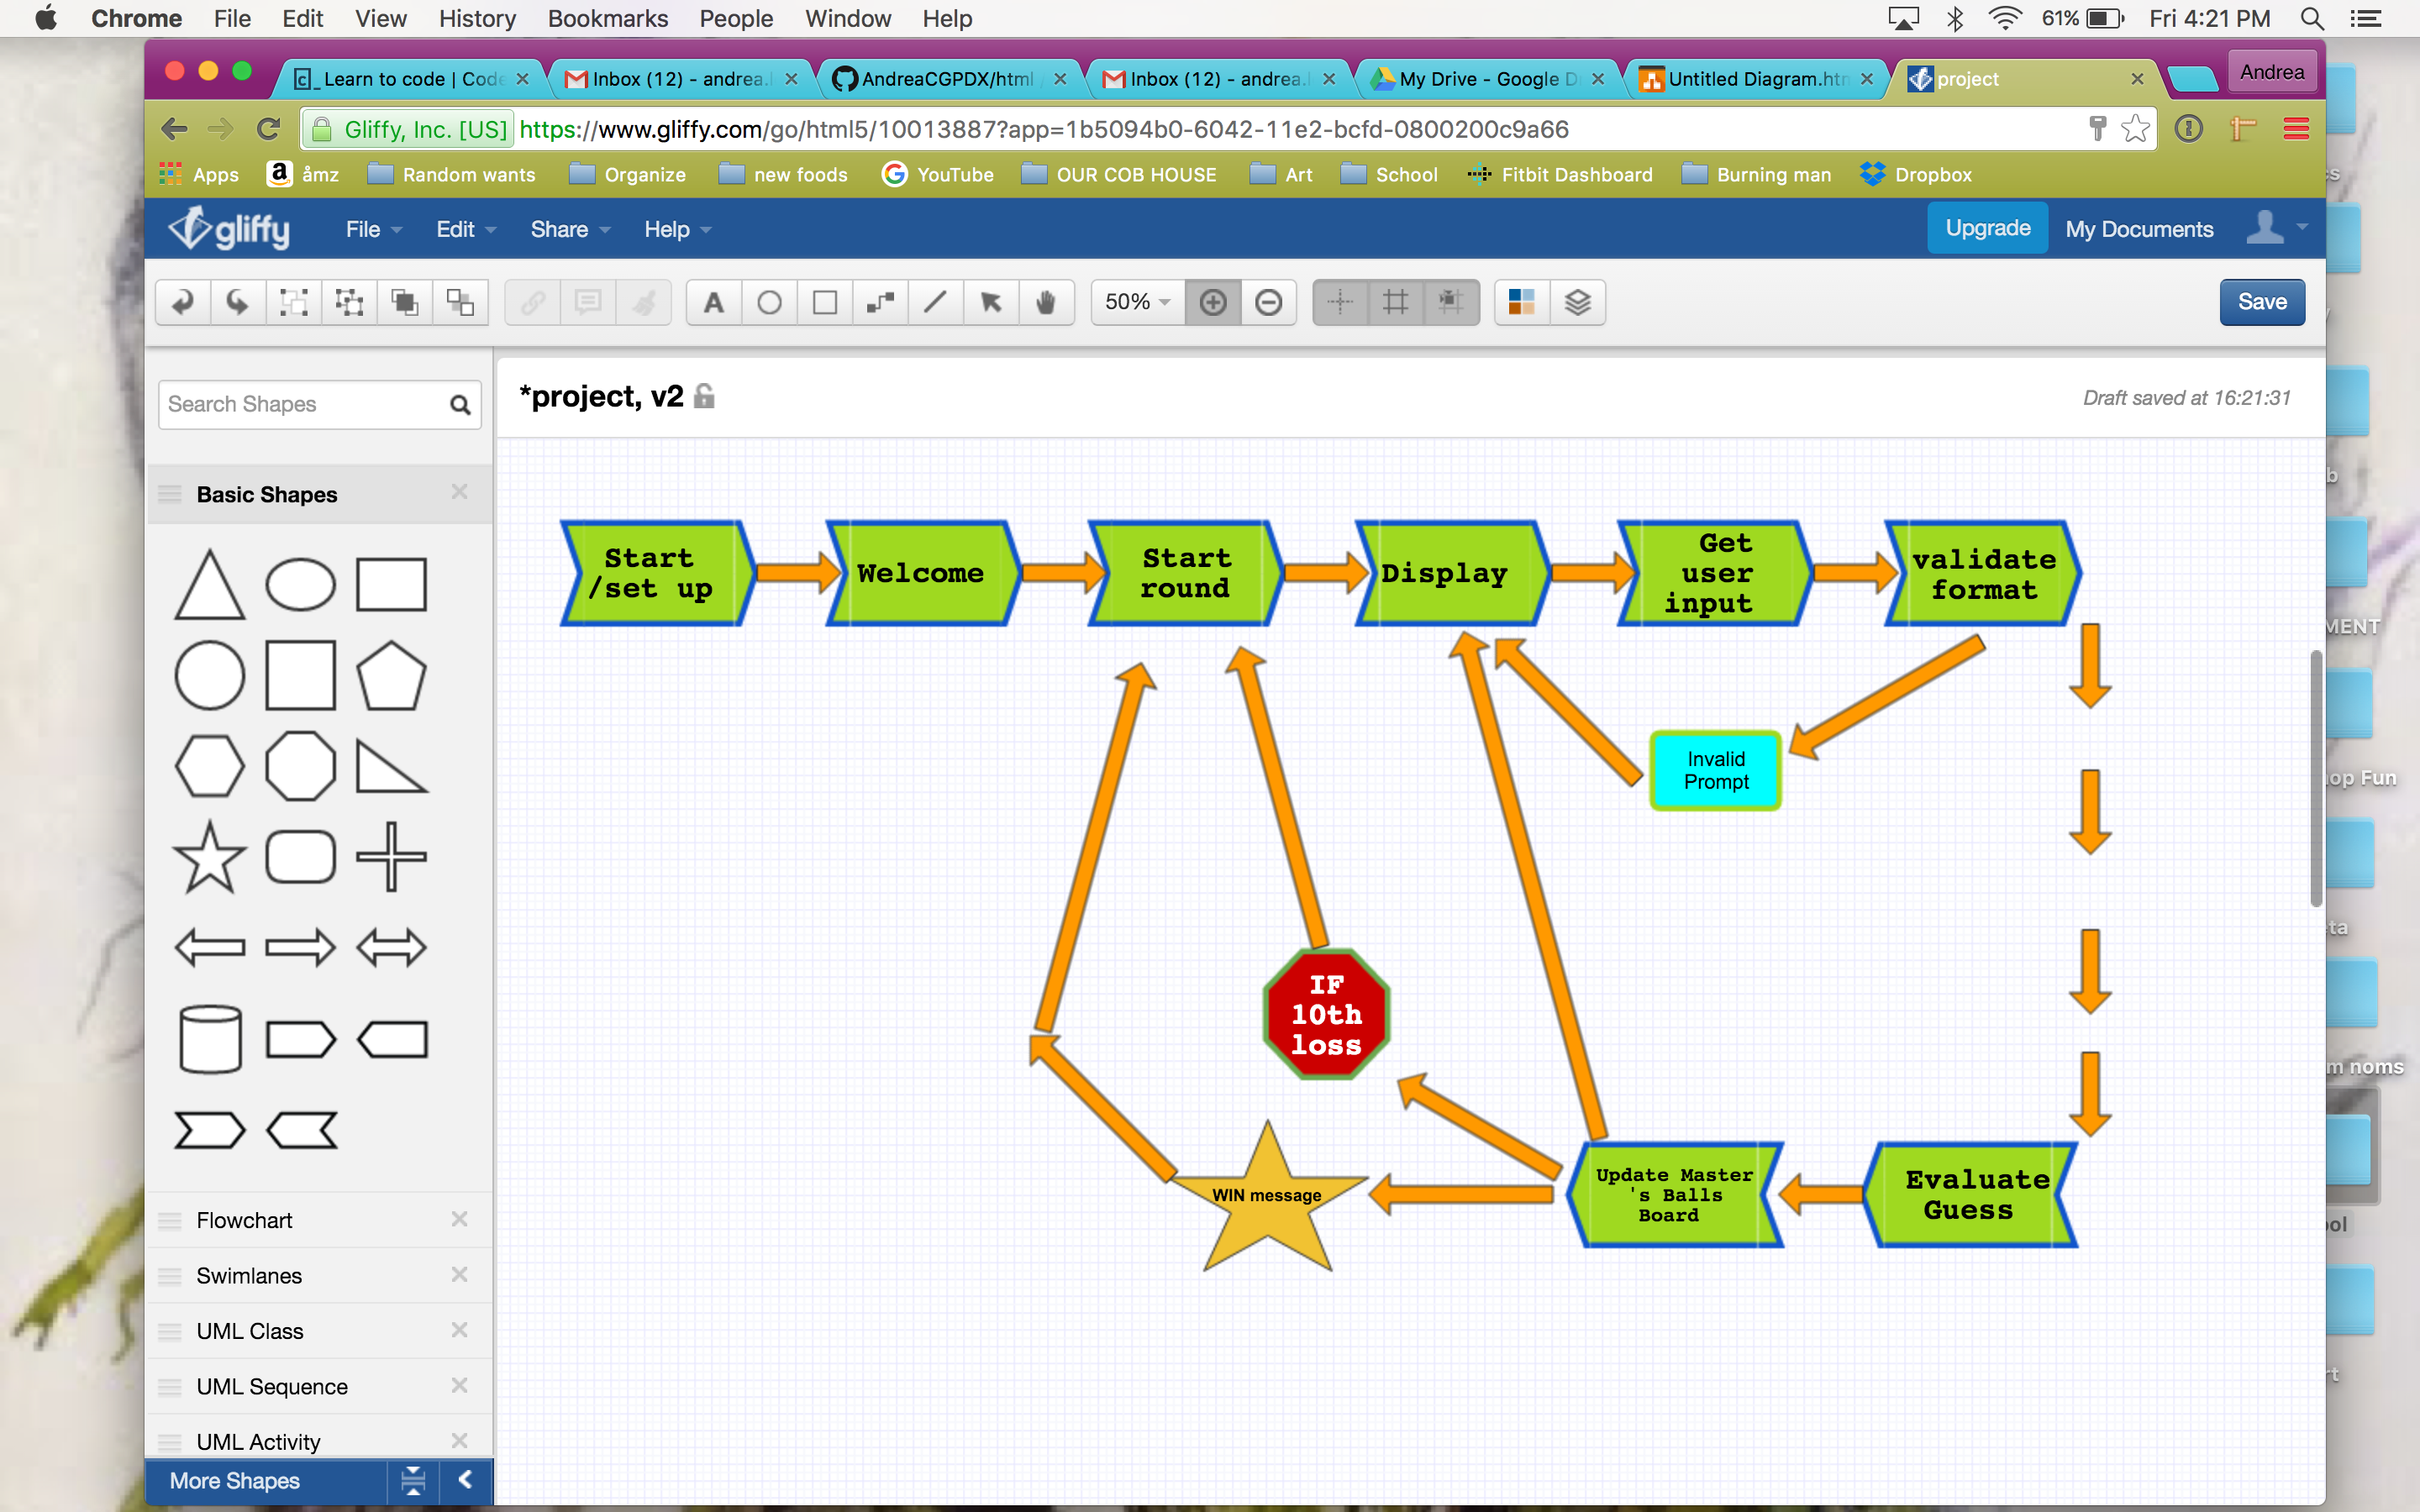 Chrome File Edit View History Bookmarks People Window Help 61% Fri 4:21 PM
Learn to code | Code
Inbox (12) - andrea.
AndreaCGPDX/html
Inbox (12) - andrea.
My Drive - Google D
Untitled Diagram.htm
project
Andrea
Gliffy, Inc. [US] https://www.gliffy.com/go/html5/10013887?app=1b5094b0-6042-11e2-bcfd-0800200c9a66
Apps åmz Random wants Organize new foods YouTube OUR COB HOUSE Art School Fitbit Dashboard Burning man Dropbox
gliffy File Edit Share Help Upgrade My Documents
50% Save
Search Shapes
*project, v2
Draft saved at 16:21:31
Basic Shapes
Flowchart
Swimlanes
UML Class
UML Sequence
UML Activity
More Shapes
Start
/set up
Welcome
Start
round
Display
Get
user
input
validate
format
Invalid
Prompt
IF
10th
loss
WIN message
Update Master
's Balls
Board
Evaluate
Guess
MENT
op Fun
ta
m noms
ol